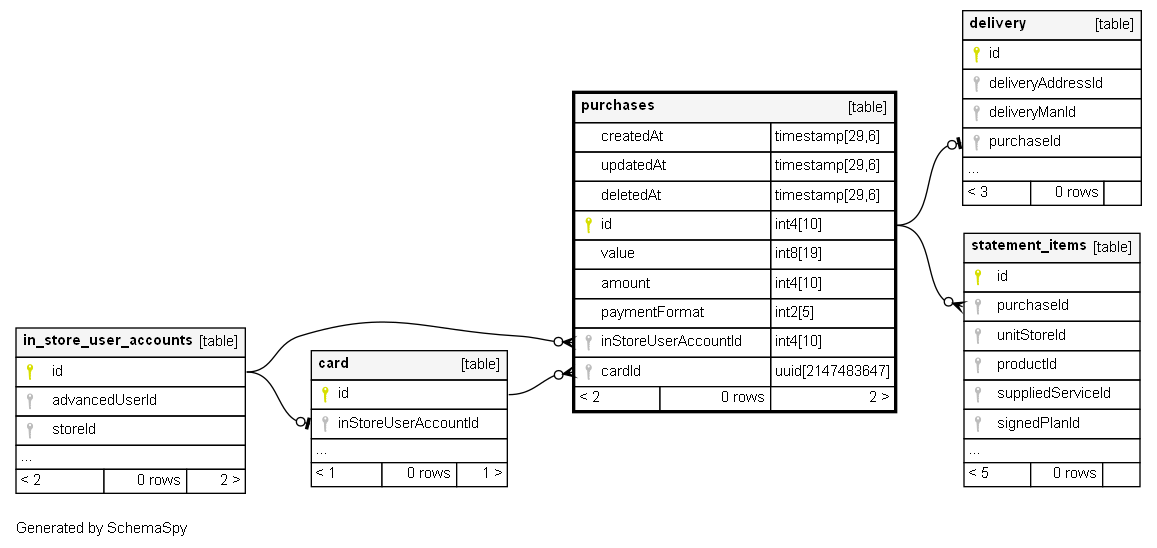 delivery [table]
id
deliveryAddressId
deliveryManId
purchaseId
...
< 3 0 rows
purchases [table]
createdAt timestamp[29,6]
updatedAt timestamp[29,6]
deletedAt timestamp[29,6]
id int4[10]
value int8[19]
amount int4[10]
paymentFormat int2[5]
inStoreUserAccountId int4[10]
cardId uuid[2147483647]
< 2 0 rows 2 >
statement_items [table]
id
purchaseId
unitStoreId
productId
suppliedServiceId
signedPlanId
...
< 5 0 rows
in_store_user_accounts [table]
id
advancedUserId
storeId
...
< 2 0 rows 2 >
card [table]
id
inStoreUserAccountId
...
< 1 0 rows 1 >
Generated by SchemaSpy